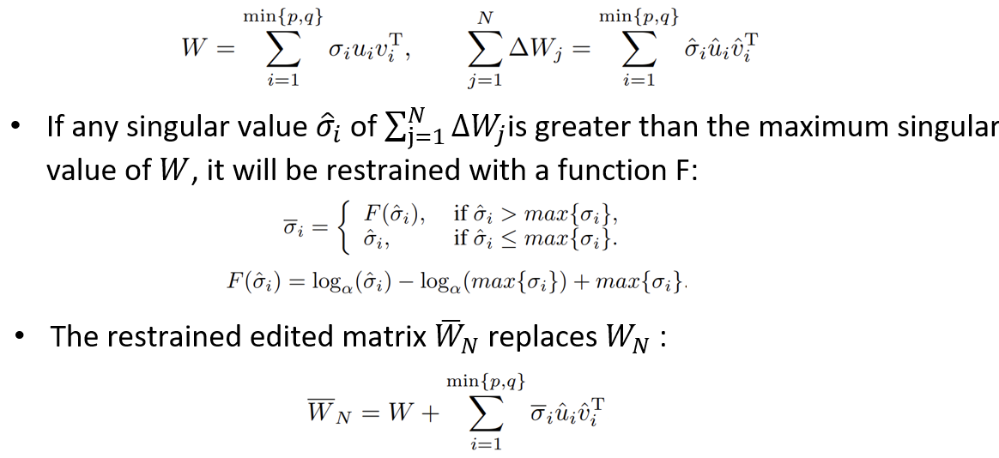 W = \sum_{i=1}^{\min\{p,q\}} \sigma_i u_i v_i^{\mathrm{T}}, \sum_{j=1}^{N} \Delta W_j = \sum_{i=1}^{\min\{p,q\}} \hat{\sigma}_i \hat{u}_i \hat{v}_i^{\mathrm{T}}
• If any singular value \hat{\sigma}_i of \sum_{j=1}^{N} \Delta W_j is greater than the maximum singular
value of W, it will be restrained with a function F:
\overline{\sigma}_i = \begin{cases} F(\hat{\sigma}_i), & \text{if } \hat{\sigma}_i > max\{\sigma_i\}, \\ \hat{\sigma}_i, & \text{if } \hat{\sigma}_i \leq max\{\sigma_i\}. \end{cases}
F(\hat{\sigma}_i) = \log_\alpha(\hat{\sigma}_i) - \log_\alpha(max\{\sigma_i\}) + max\{\sigma_i\}.
• The restrained edited matrix \overline{W}_N replaces W_N :
\overline{W}_N = W + \sum_{i=1}^{\min\{p,q\}} \overline{\sigma}_i \hat{u}_i \hat{v}_i^{\mathrm{T}}